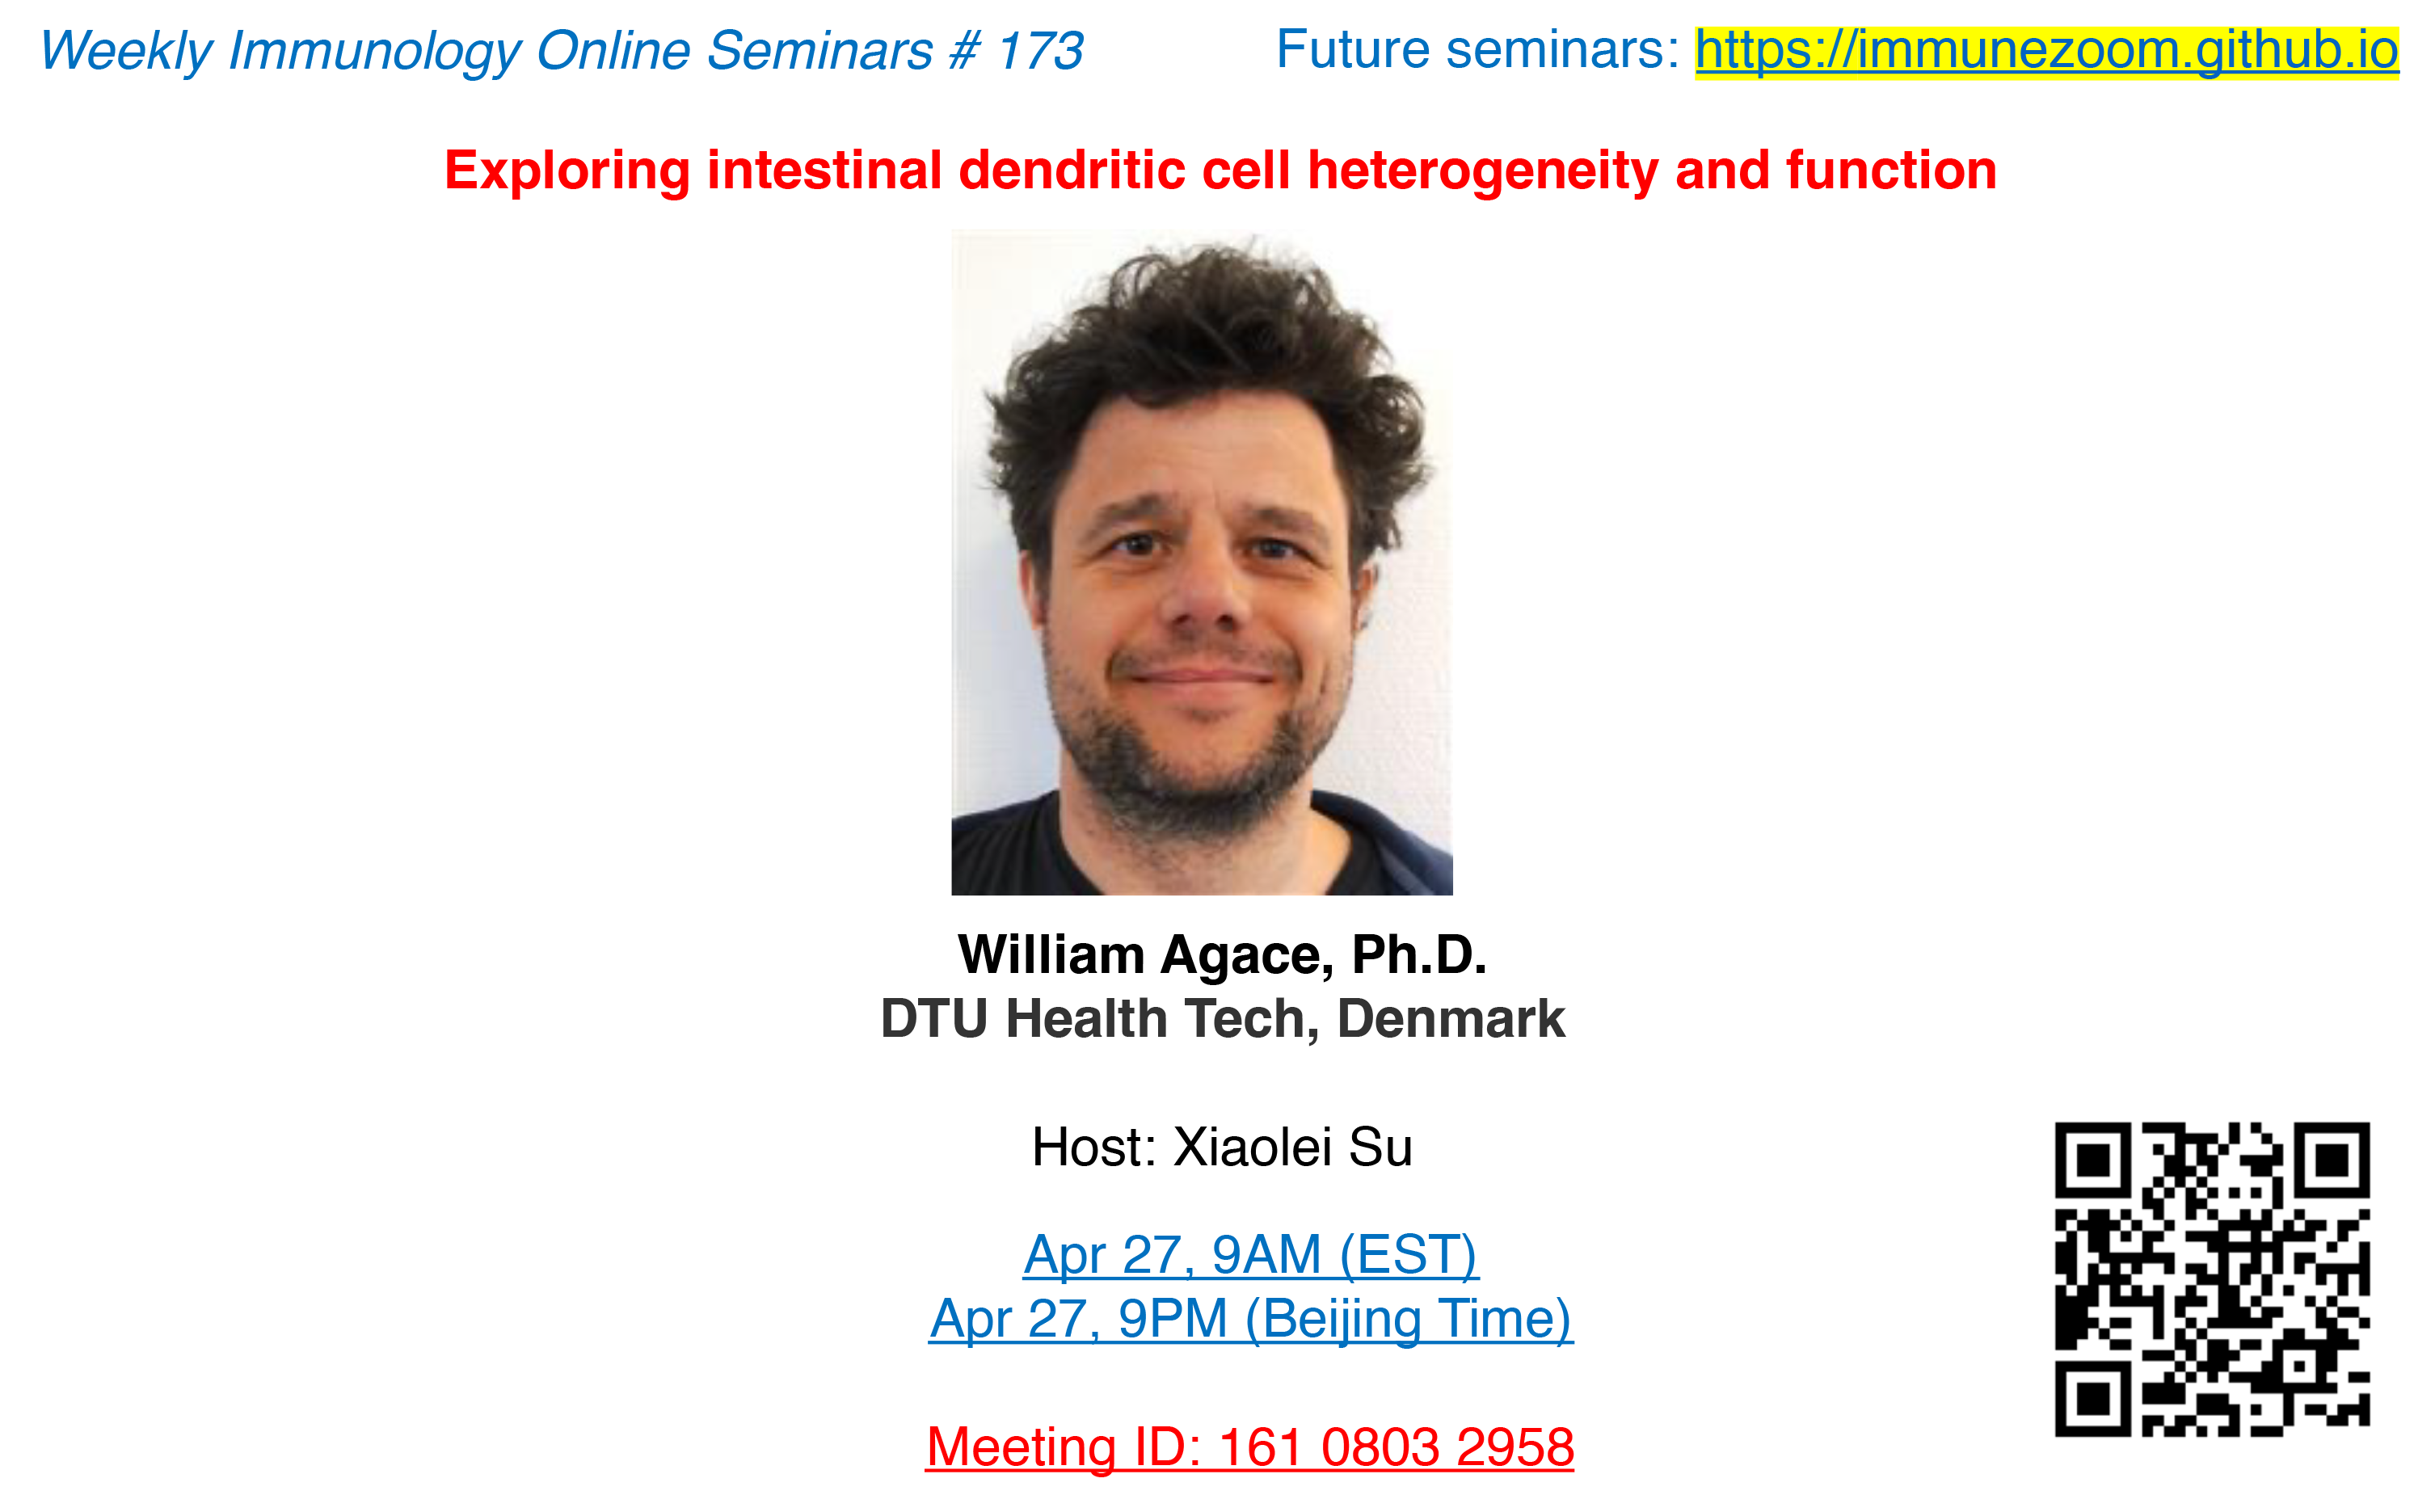 Weekly Immunology Online Seminars # 173
Future seminars: https://immunezoom.github.io
Exploring intestinal dendritic cell heterogeneity and function
William Agace, Ph.D.
DTU Health Tech, Denmark
Host: Xiaolei Su
Apr 27, 9AM (EST)
Apr 27, 9PM (Beijing Time)
Meeting ID: 161 0803 2958